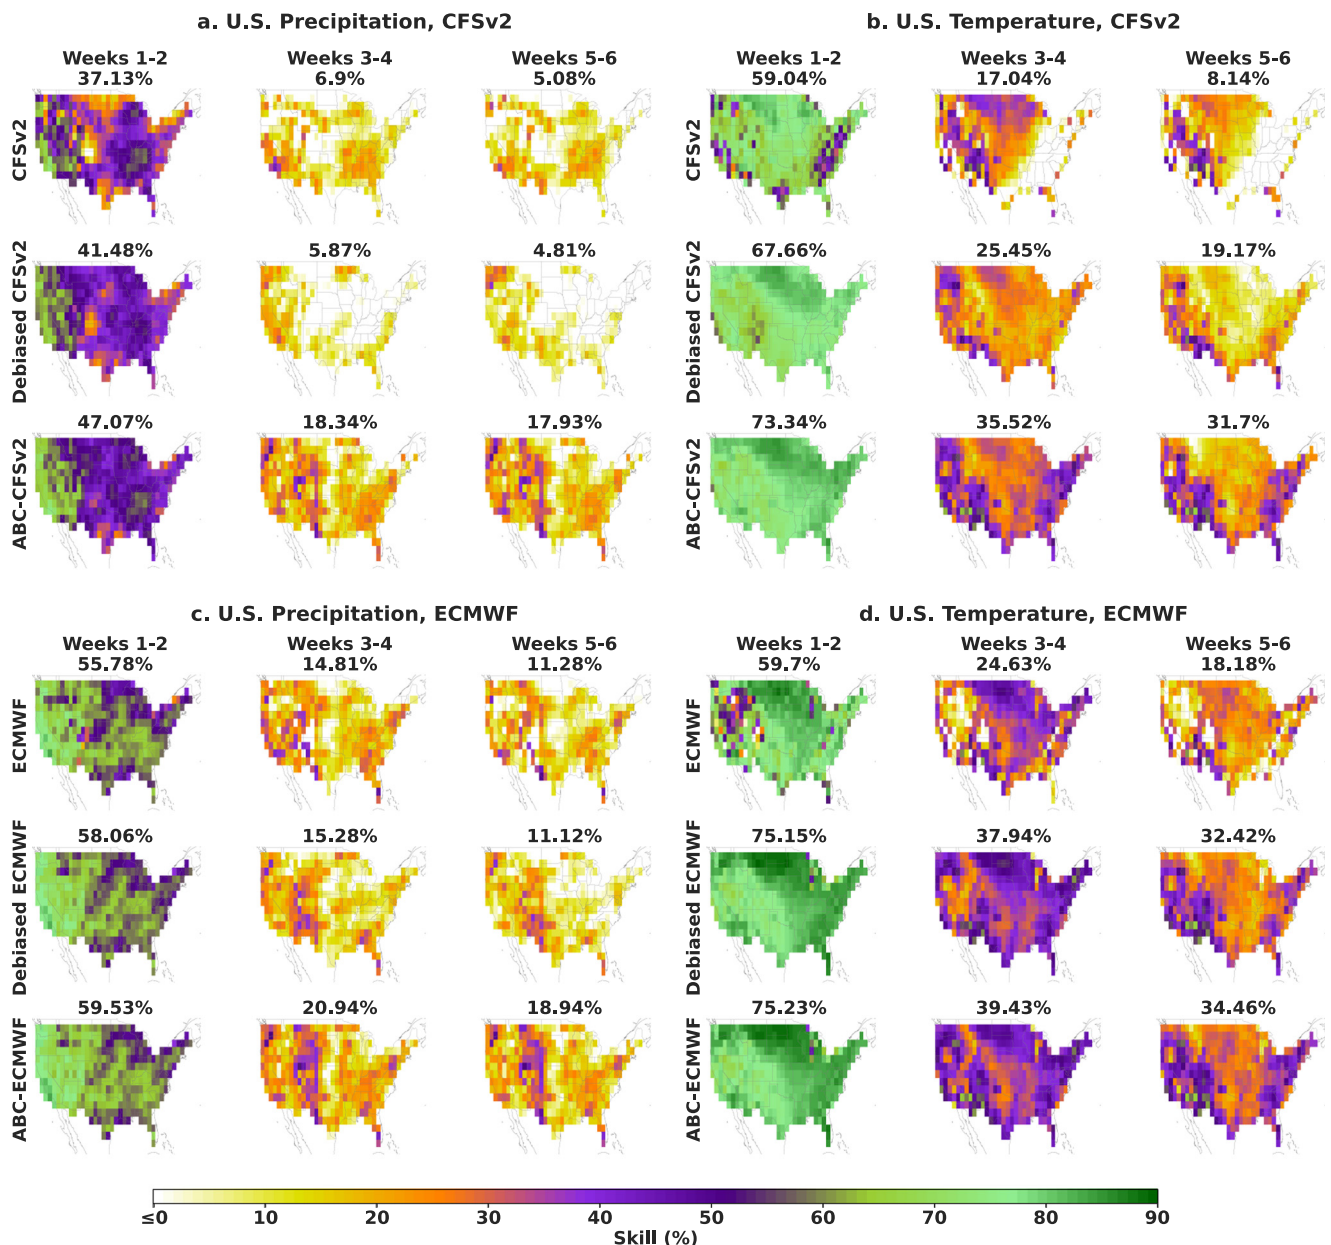 a. U.S. Precipitation, CFSv2
b. U.S. Temperature, CFSv2
Weeks 1-2
Weeks 3-4
Weeks 5-6
Weeks 1-2
Weeks 3-4
Weeks 5-6
37.13%
6.9%
5.08%
59.04%
17.04%
8.14%
CFSv2
CFSv2
41.48%
5.87%
4.81%
67.66%
25.45%
19.17%
Debiased CFSv2
Debiased CFSv2
47.07%
18.34%
17.93%
73.34%
35.52%
31.7%
ABC-CFSv2
ABC-CFSv2
c. U.S. Precipitation, ECMWF
d. U.S. Temperature, ECMWF
Weeks 1-2
Weeks 3-4
Weeks 5-6
Weeks 1-2
Weeks 3-4
Weeks 5-6
55.78%
14.81%
11.28%
59.7%
24.63%
18.18%
ECMWF
ECMWF
58.06%
15.28%
11.12%
75.15%
37.94%
32.42%
Debiased ECMWF
Debiased ECMWF
59.53%
20.94%
18.94%
75.23%
39.43%
34.46%
ABC-ECMWF
ABC-ECMWF
≤0 10 20 30 40 50 60 70 80 90
Skill (%)